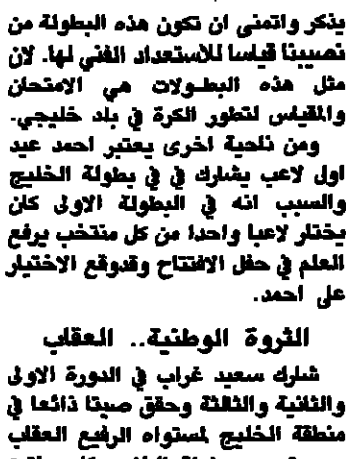 يذكر واتمنى ان تكون هذه البطولة من
نصيبنا قياسا للاستعداد الفني لها. لان
مثل هذه البطولات هي الامتحان
والمقياس لتطور الكرة في بلد خليجي.
ومن ناحية اخرى يعتبر احمد عيد
اول لاعب يشارك في في بطولة الخليج
والسبب انه في البطولة الاولى كان
يختار لاعبا واحدا من كل منتخب يرفع
العلم في حفل الافتتاح وقدوقع الاختيار
على احمد.
الثروة الوطنية.. العقاب
شارك سعيد غراب في الدورة الاولى
والثانية والثالثة وحقق صيتا ذائعا في
منطقة الخليج لمستواه الرفيع العقاب